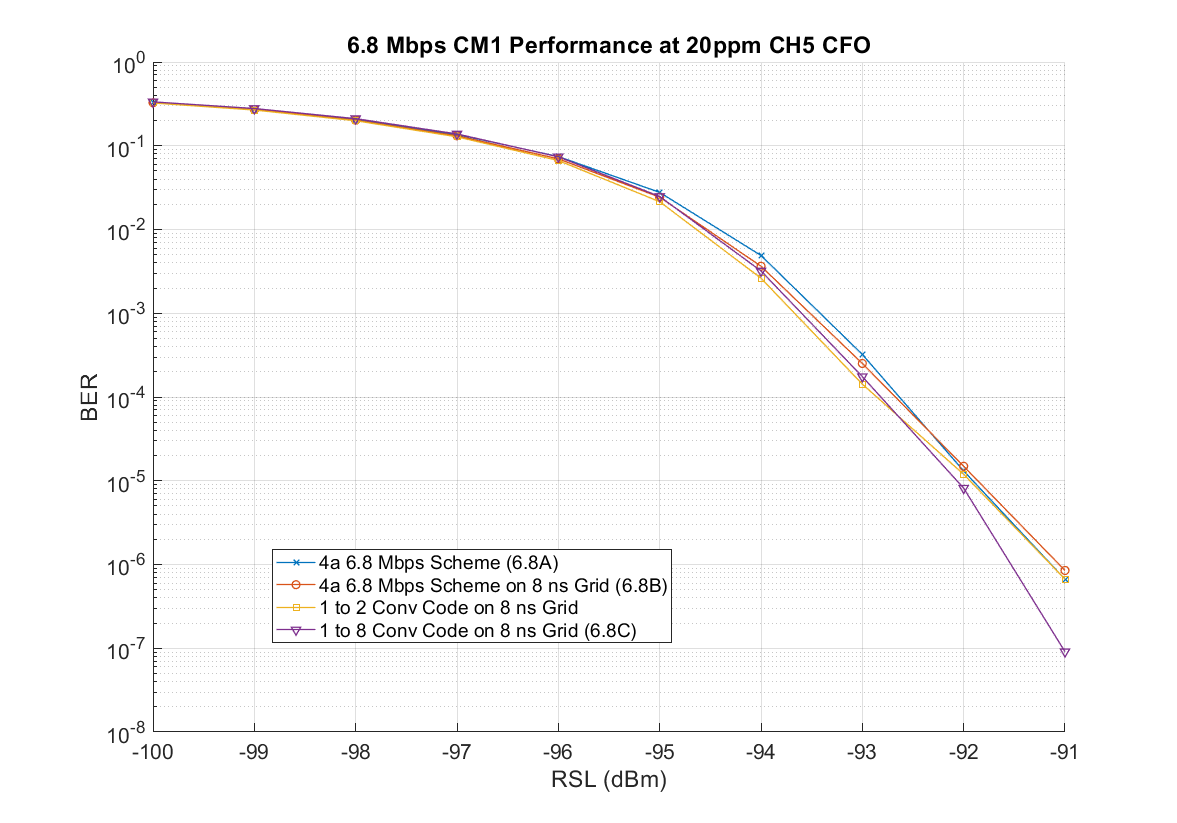 6.8 Mbps CM1 Performance at 20ppm CH5 CFO
10^0
10^-1
10^-2
10^-3
10^-4
10^-5
10^-6
10^-7
10^-8
BER
4a 6.8 Mbps Scheme (6.8A)
4a 6.8 Mbps Scheme on 8 ns Grid (6.8B)
1 to 2 Conv Code on 8 ns Grid
1 to 8 Conv Code on 8 ns Grid (6.8C)
-100 -99 -98 -97 -96 -95 -94 -93 -92 -91
RSL (dBm)